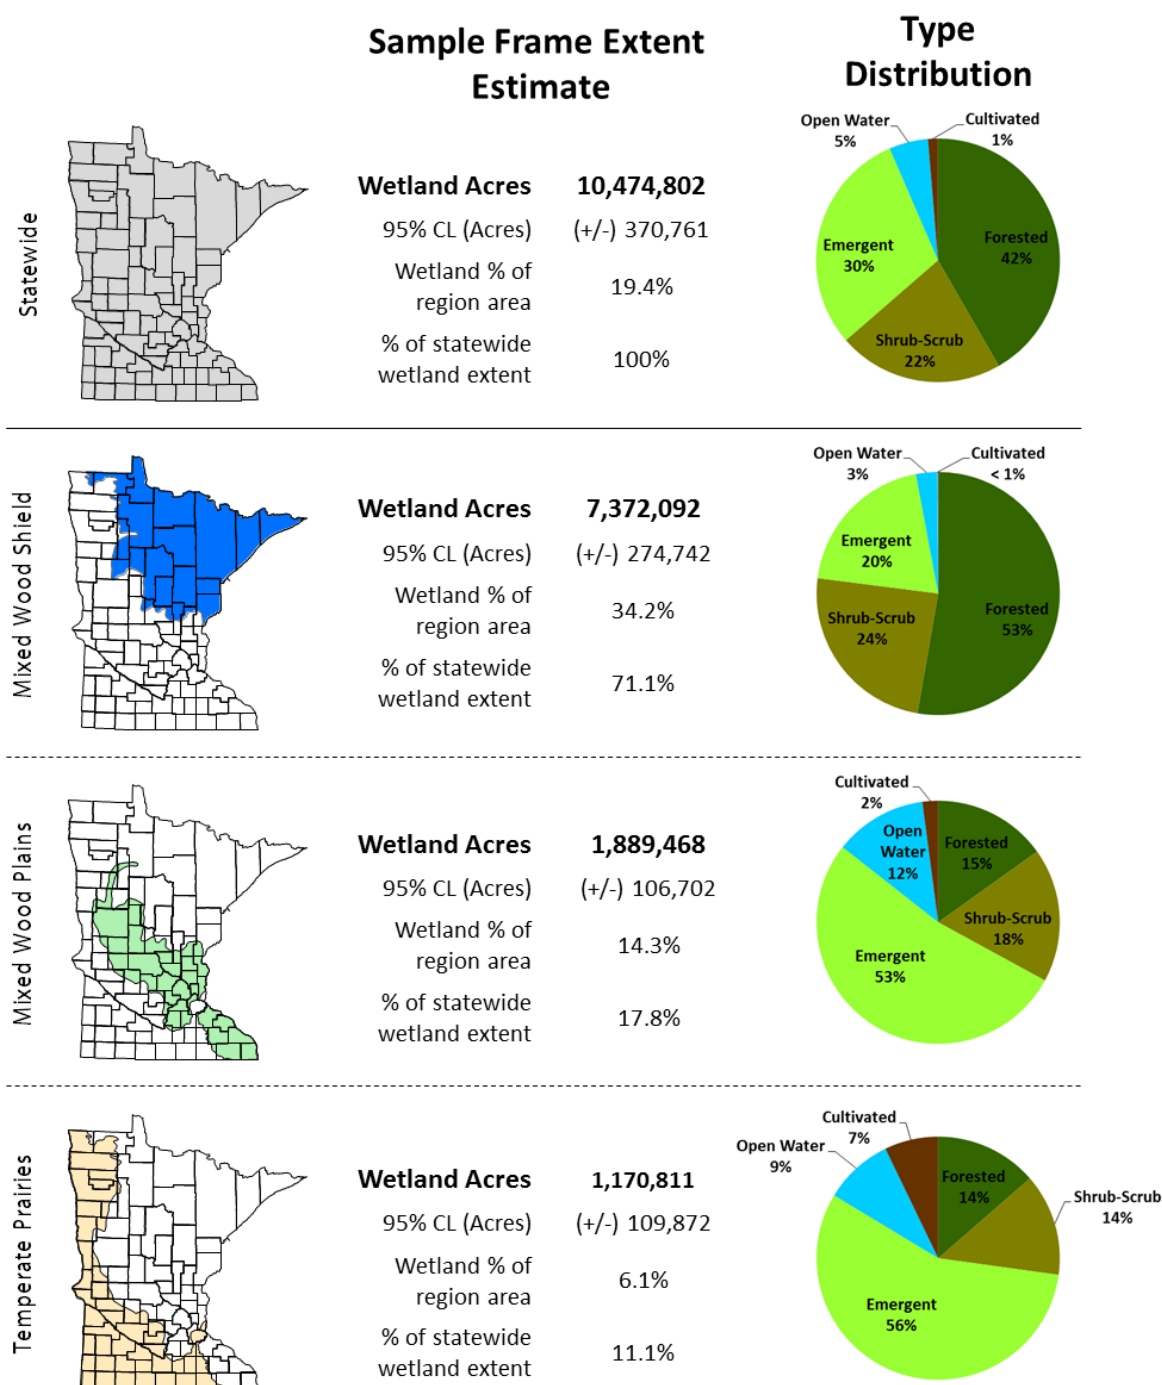 Sample Frame Extent
Estimate
Type
Distribution
Statewide
Wetland Acres 10,474,802
95% CL (Acres) (+/-) 370,761
Wetland % of
region area
19.4%
% of statewide
wetland extent
100%
Open Water
5%
Cultivated
1%
Emergent
30%
Forested
42%
Shrub-Scrub
22%
Mixed Wood Shield
Wetland Acres 7,372,092
95% CL (Acres) (+/-) 274,742
Wetland % of
region area
34.2%
% of statewide
wetland extent
71.1%
Open Water
3%
Cultivated
< 1%
Emergent
20%
Forested
53%
Shrub-Scrub
24%
Mixed Wood Plains
Wetland Acres 1,889,468
95% CL (Acres) (+/-) 106,702
Wetland % of
region area
14.3%
% of statewide
wetland extent
17.8%
Cultivated
2%
Open
Water
12%
Forested
15%
Shrub-Scrub
18%
Emergent
53%
Temperate Prairies
Wetland Acres 1,170,811
95% CL (Acres) (+/-) 109,872
Wetland % of
region area
6.1%
% of statewide
wetland extent
11.1%
Cultivated
7%
Open Water
9%
Forested
14%
Shrub-Scrub
14%
Emergent
56%